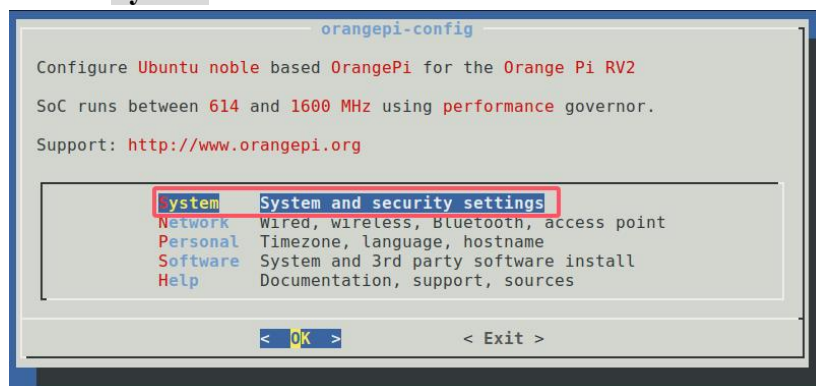 orangepi-config
Configure Ubuntu noble based OrangePi for the Orange Pi RV2
SoC runs between 614 and 1600 MHz using performance governor.
Support: http://www.orangepi.org
System System and security settings
Network Wired, wireless, Bluetooth, access point
Personal Timezone, language, hostname
Software System and 3rd party software install
Help Documentation, support, sources
< OK > < Exit >